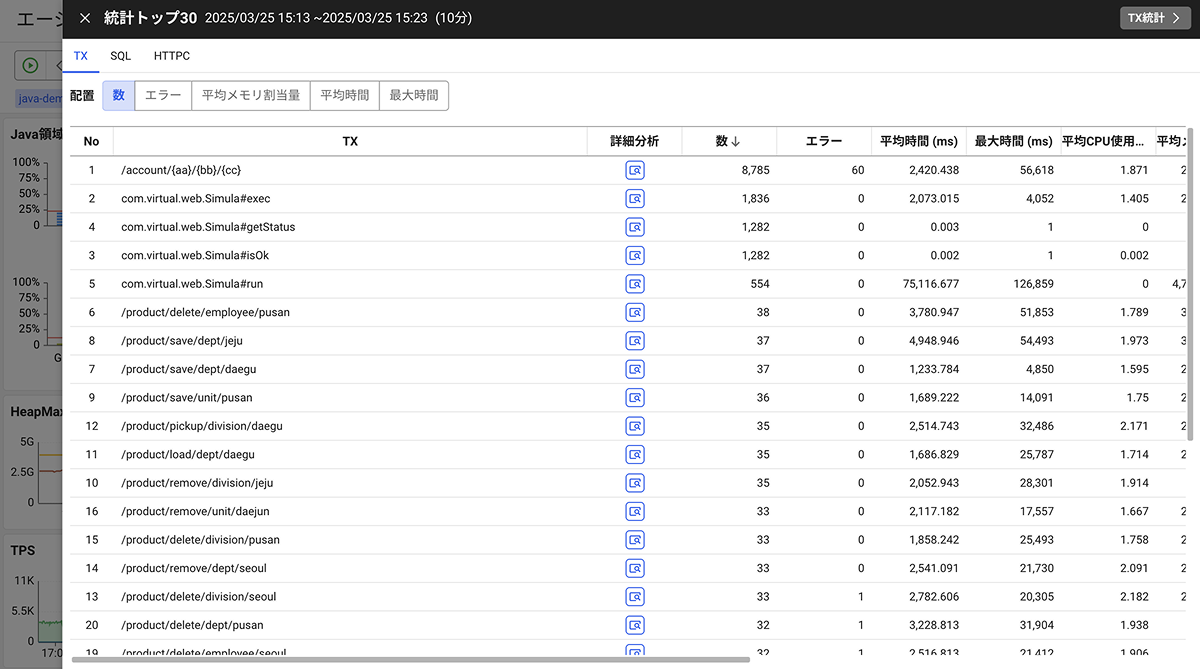 エージ
× 統計トップ30 2025/03/25 15:13 ~2025/03/25 15:23 (10分) TX統計
TX SQL HTTPC
java-dem
配置 数 エラー 平均メモリ割当量 平均時間 最大時間
Java領域
100%
75%
50%
25%
0
100%
75%
50%
25%
0
G
HeapMax
5G
2.5G
0
TPS
11K
5.5K
0
17:0
No TX 詳細分析 数↓ エラー 平均時間 (ms) 最大時間 (ms) 平均CPU使用... 平均メ
1 /account/{aa}/{bb}/{cc} 8,785 60 2,420.438 56,618 1.871 2
2 com.virtual.web.Simula#exec 1,836 0 2,073.015 4,052 1.405 2
4 com.virtual.web.Simula#getStatus 1,282 0 0.003 1 0
3 com.virtual.web.Simula#isOk 1,282 0 0.002 1 0.002
5 com.virtual.web.Simula#run 554 0 75,116.677 126,859 0 4,7
6 /product/delete/employee/pusan 38 0 3,780.947 51,853 1.789 3
8 /product/save/dept/jeju 37 0 4,948.946 54,493 1.973 3
7 /product/save/dept/daegu 37 0 1,233.784 4,850 1.595 2
9 /product/save/unit/pusan 36 0 1,689.222 14,091 1.75 2
12 /product/pickup/division/daegu 35 0 2,514.743 32,486 2.171 2
11 /product/load/dept/daegu 35 0 1,686.829 25,787 1.714 2
10 /product/remove/division/jeju 35 0 2,052.943 28,301 1.914
16 /product/remove/unit/daejun 33 0 2,117.182 17,557 1.667 2
15 /product/delete/division/pusan 33 0 1,858.242 25,493 1.758 2
14 /product/remove/dept/seoul 33 0 2,541.091 21,730 2.091 2
13 /product/delete/division/seoul 33 1 2,782.606 20,305 2.182 2
20 /product/delete/dept/pusan 32 1 3,228.813 31,904 1.938
19 /product/delete/employee/seoul 32 1 2,516.813 21,412 1.906 2